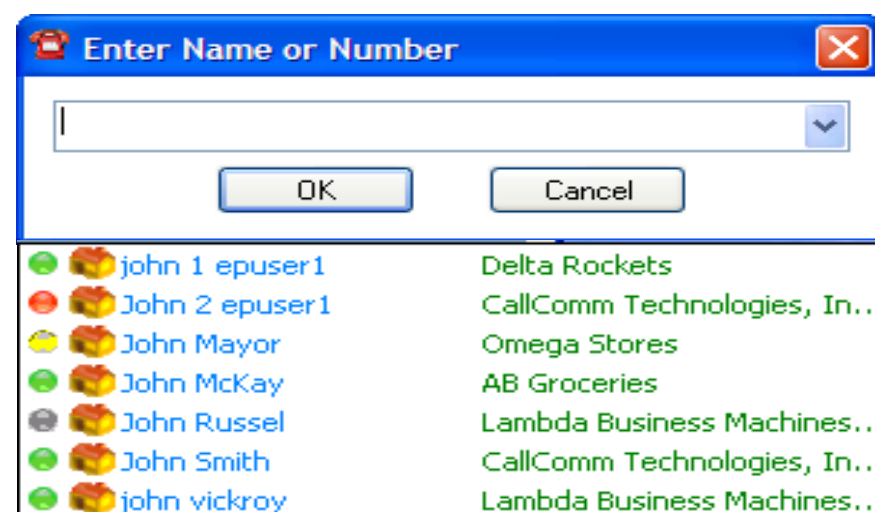 Enter Name or Number
OK Cancel
john 1 epuser1 Delta Rockets
John 2 epuser1 CallComm Technologies, In..
John Mayor Omega Stores
John McKay AB Groceries
John Russel Lambda Business Machines..
John Smith CallComm Technologies, In..
john vickroy Lambda Business Machines..